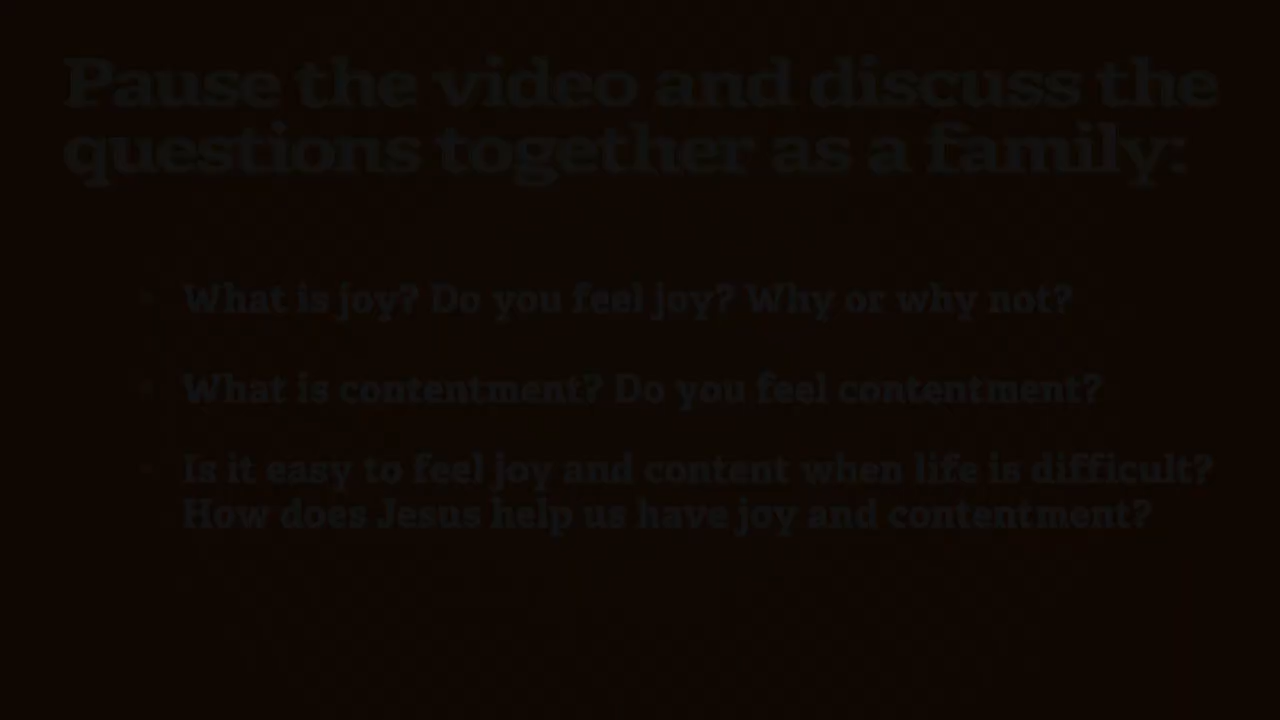 Pause the video and discuss the
questions together as a family:
What is joy? Do you feel joy? Why or why not?
What is contentment? Do you feel contentment?
Is it easy to feel joy and content when life is difficult?
How does Jesus help us have joy and contentment?